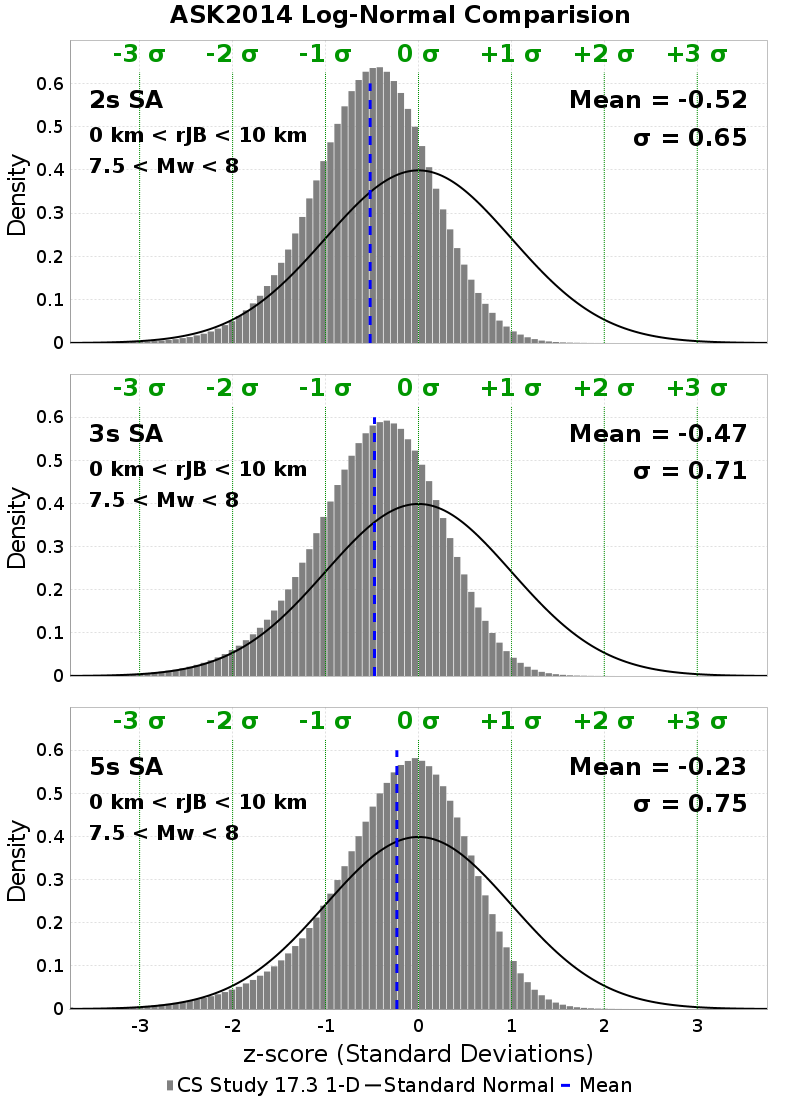 ASK2014 Log-Normal Comparision
-3 σ -2 σ -1 σ 0 σ +1 σ +2 σ +3 σ
0.6
0.5
0.4
0.3
0.2
0.1
0
Density
2s SA
0 km < rJB < 10 km
7.5 < Mw < 8
Mean = -0.52
σ = 0.65
-3 σ -2 σ -1 σ 0 σ +1 σ +2 σ +3 σ
0.6
0.5
0.4
0.3
0.2
0.1
0
Density
3s SA
0 km < rJB < 10 km
7.5 < Mw < 8
Mean = -0.47
σ = 0.71
-3 σ -2 σ -1 σ 0 σ +1 σ +2 σ +3 σ
0.6
0.5
0.4
0.3
0.2
0.1
0
Density
5s SA
0 km < rJB < 10 km
7.5 < Mw < 8
Mean = -0.23
σ = 0.75
-3 -2 -1 0 1 2 3
z-score (Standard Deviations)
CS Study 17.3 1-D Standard Normal Mean